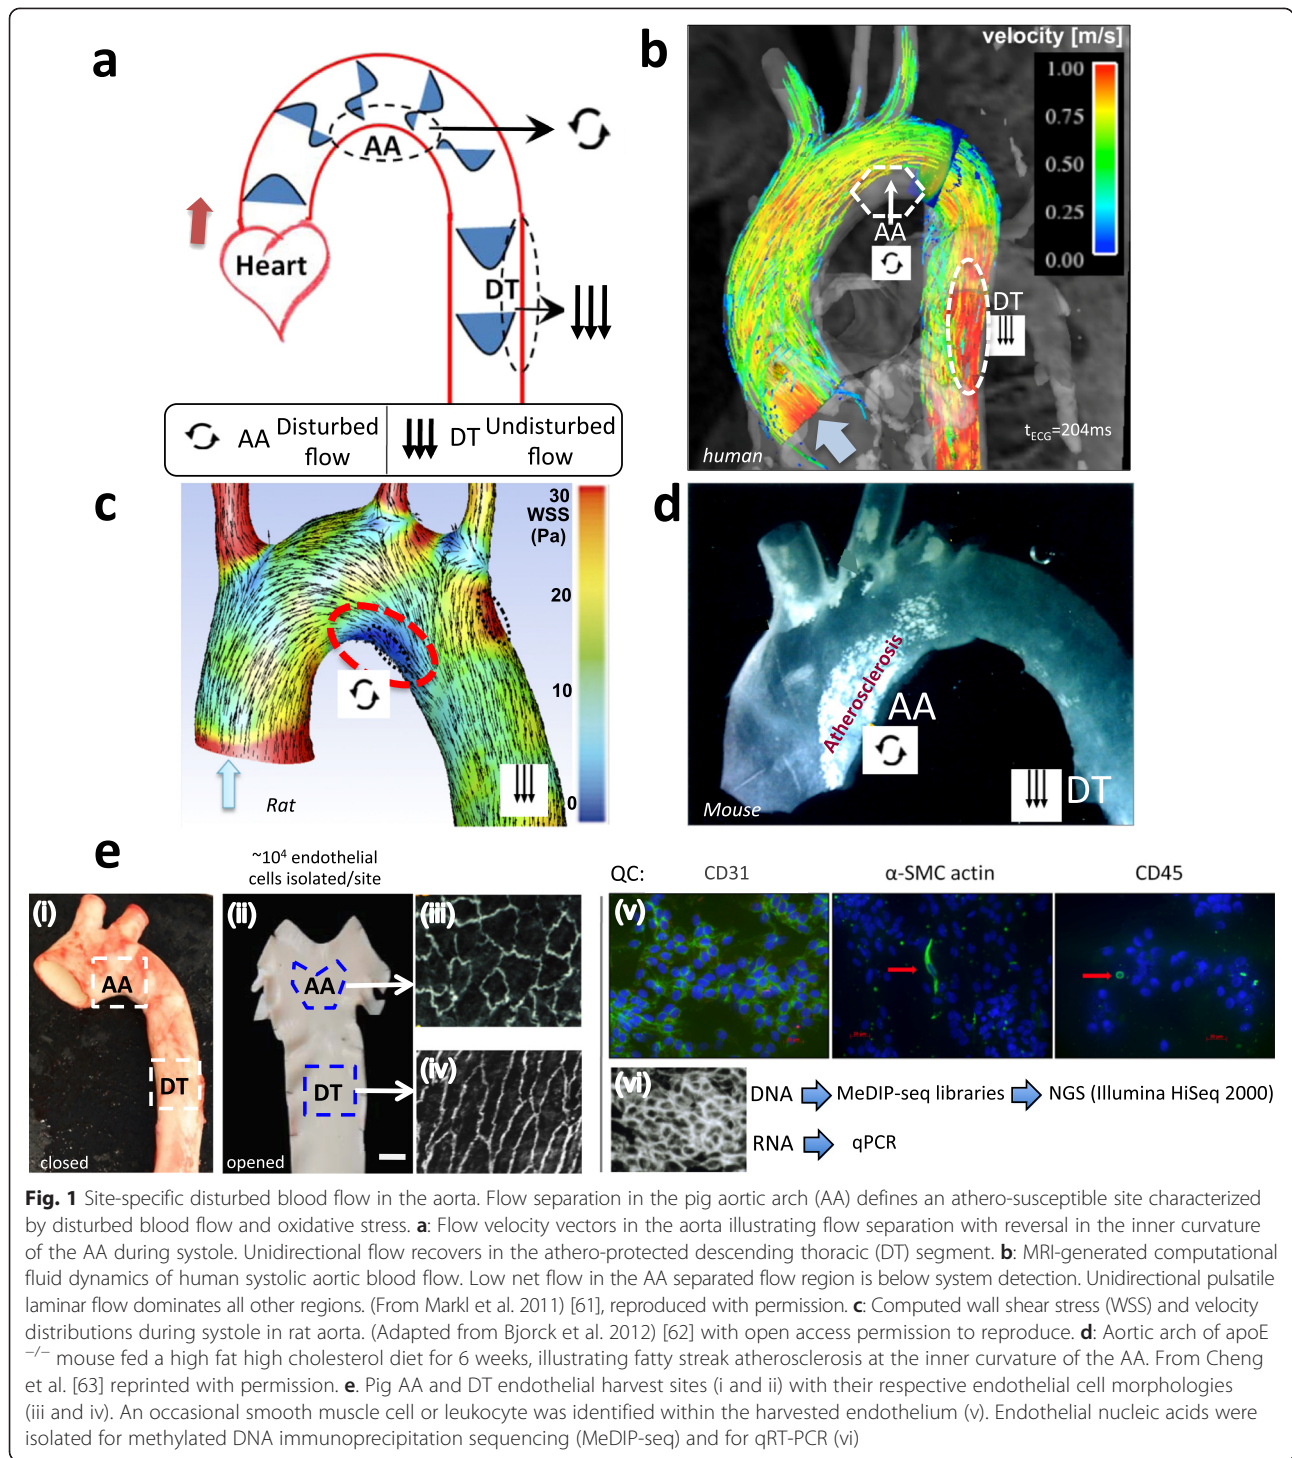 a
AA
Heart
DT
AA Disturbed flow
DT Undisturbed flow
b
velocity [m/s]
1.00
0.75
0.50
0.25
0.00
AA
DT
tECG=204ms
human
c
30
WSS
(Pa)
20
10
0
Rat
d
Atherosclerosis
AA
DT
Mouse
e
~10⁴ endothelial
cells isolated/site
(i)
AA
DT
closed
(ii)
AA
DT
opened
(iii)
(iv)
QC: CD31 α-SMC actin CD45
(v)
(vi)
DNA MeDIP-seq libraries NGS (Illumina HiSeq 2000)
RNA qPCR
Fig. 1 Site-specific disturbed blood flow in the aorta. Flow separation in the pig aortic arch (AA) defines an athero-susceptible site characterized
by disturbed blood flow and oxidative stress. a: Flow velocity vectors in the aorta illustrating flow separation with reversal in the inner curvature
of the AA during systole. Unidirectional flow recovers in the athero-protected descending thoracic (DT) segment. b: MRI-generated computational
fluid dynamics of human systolic aortic blood flow. Low net flow in the AA separated flow region is below system detection. Unidirectional pulsatile
laminar flow dominates all other regions. (From Markl et al. 2011) [61], reproduced with permission. c: Computed wall shear stress (WSS) and velocity
distributions during systole in rat aorta. (Adapted from Bjorck et al. 2012) [62] with open access permission to reproduce. d: Aortic arch of apoE
−/− mouse fed a high fat high cholesterol diet for 6 weeks, illustrating fatty streak atherosclerosis at the inner curvature of the AA. From Cheng
et al. [63] reprinted with permission. e. Pig AA and DT endothelial harvest sites (i and ii) with their respective endothelial cell morphologies
(iii and iv). An occasional smooth muscle cell or leukocyte was identified within the harvested endothelium (v). Endothelial nucleic acids were
isolated for methylated DNA immunoprecipitation sequencing (MeDIP-seq) and for qRT-PCR (vi)